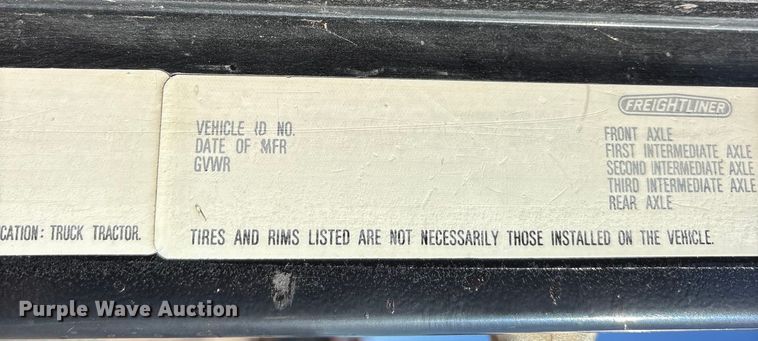 FREIGHTLINER
VEHICLE ID NO.
DATE OF MFR
GVWR
FRONT AXLE
FIRST INTERMEDIATE AXLE
SECOND INTERMEDIATE AXLE
THIRD INTERMEDIATE AXLE
REAR AXLE
CATION: TRUCK TRACTOR.
TIRES AND RIMS LISTED ARE NOT NECESSARILY THOSE INSTALLED ON THE VEHICLE.
Purple Wave Auction